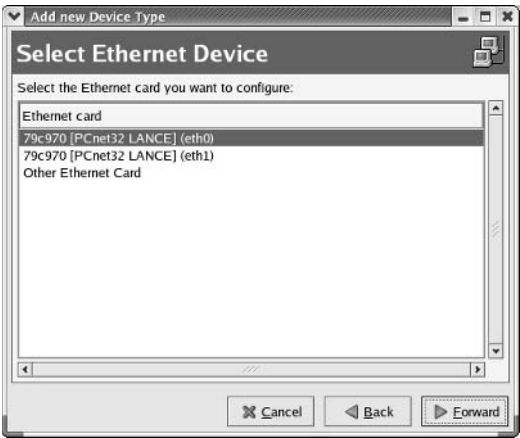 Add new Device Type
Select Ethernet Device
Select the Ethernet card you want to configure:
Ethernet card
79c970 [PCnet32 LANCE] (eth0)
79c970 [PCnet32 LANCE] (eth1)
Other Ethernet Card
Cancel
Back
Forward